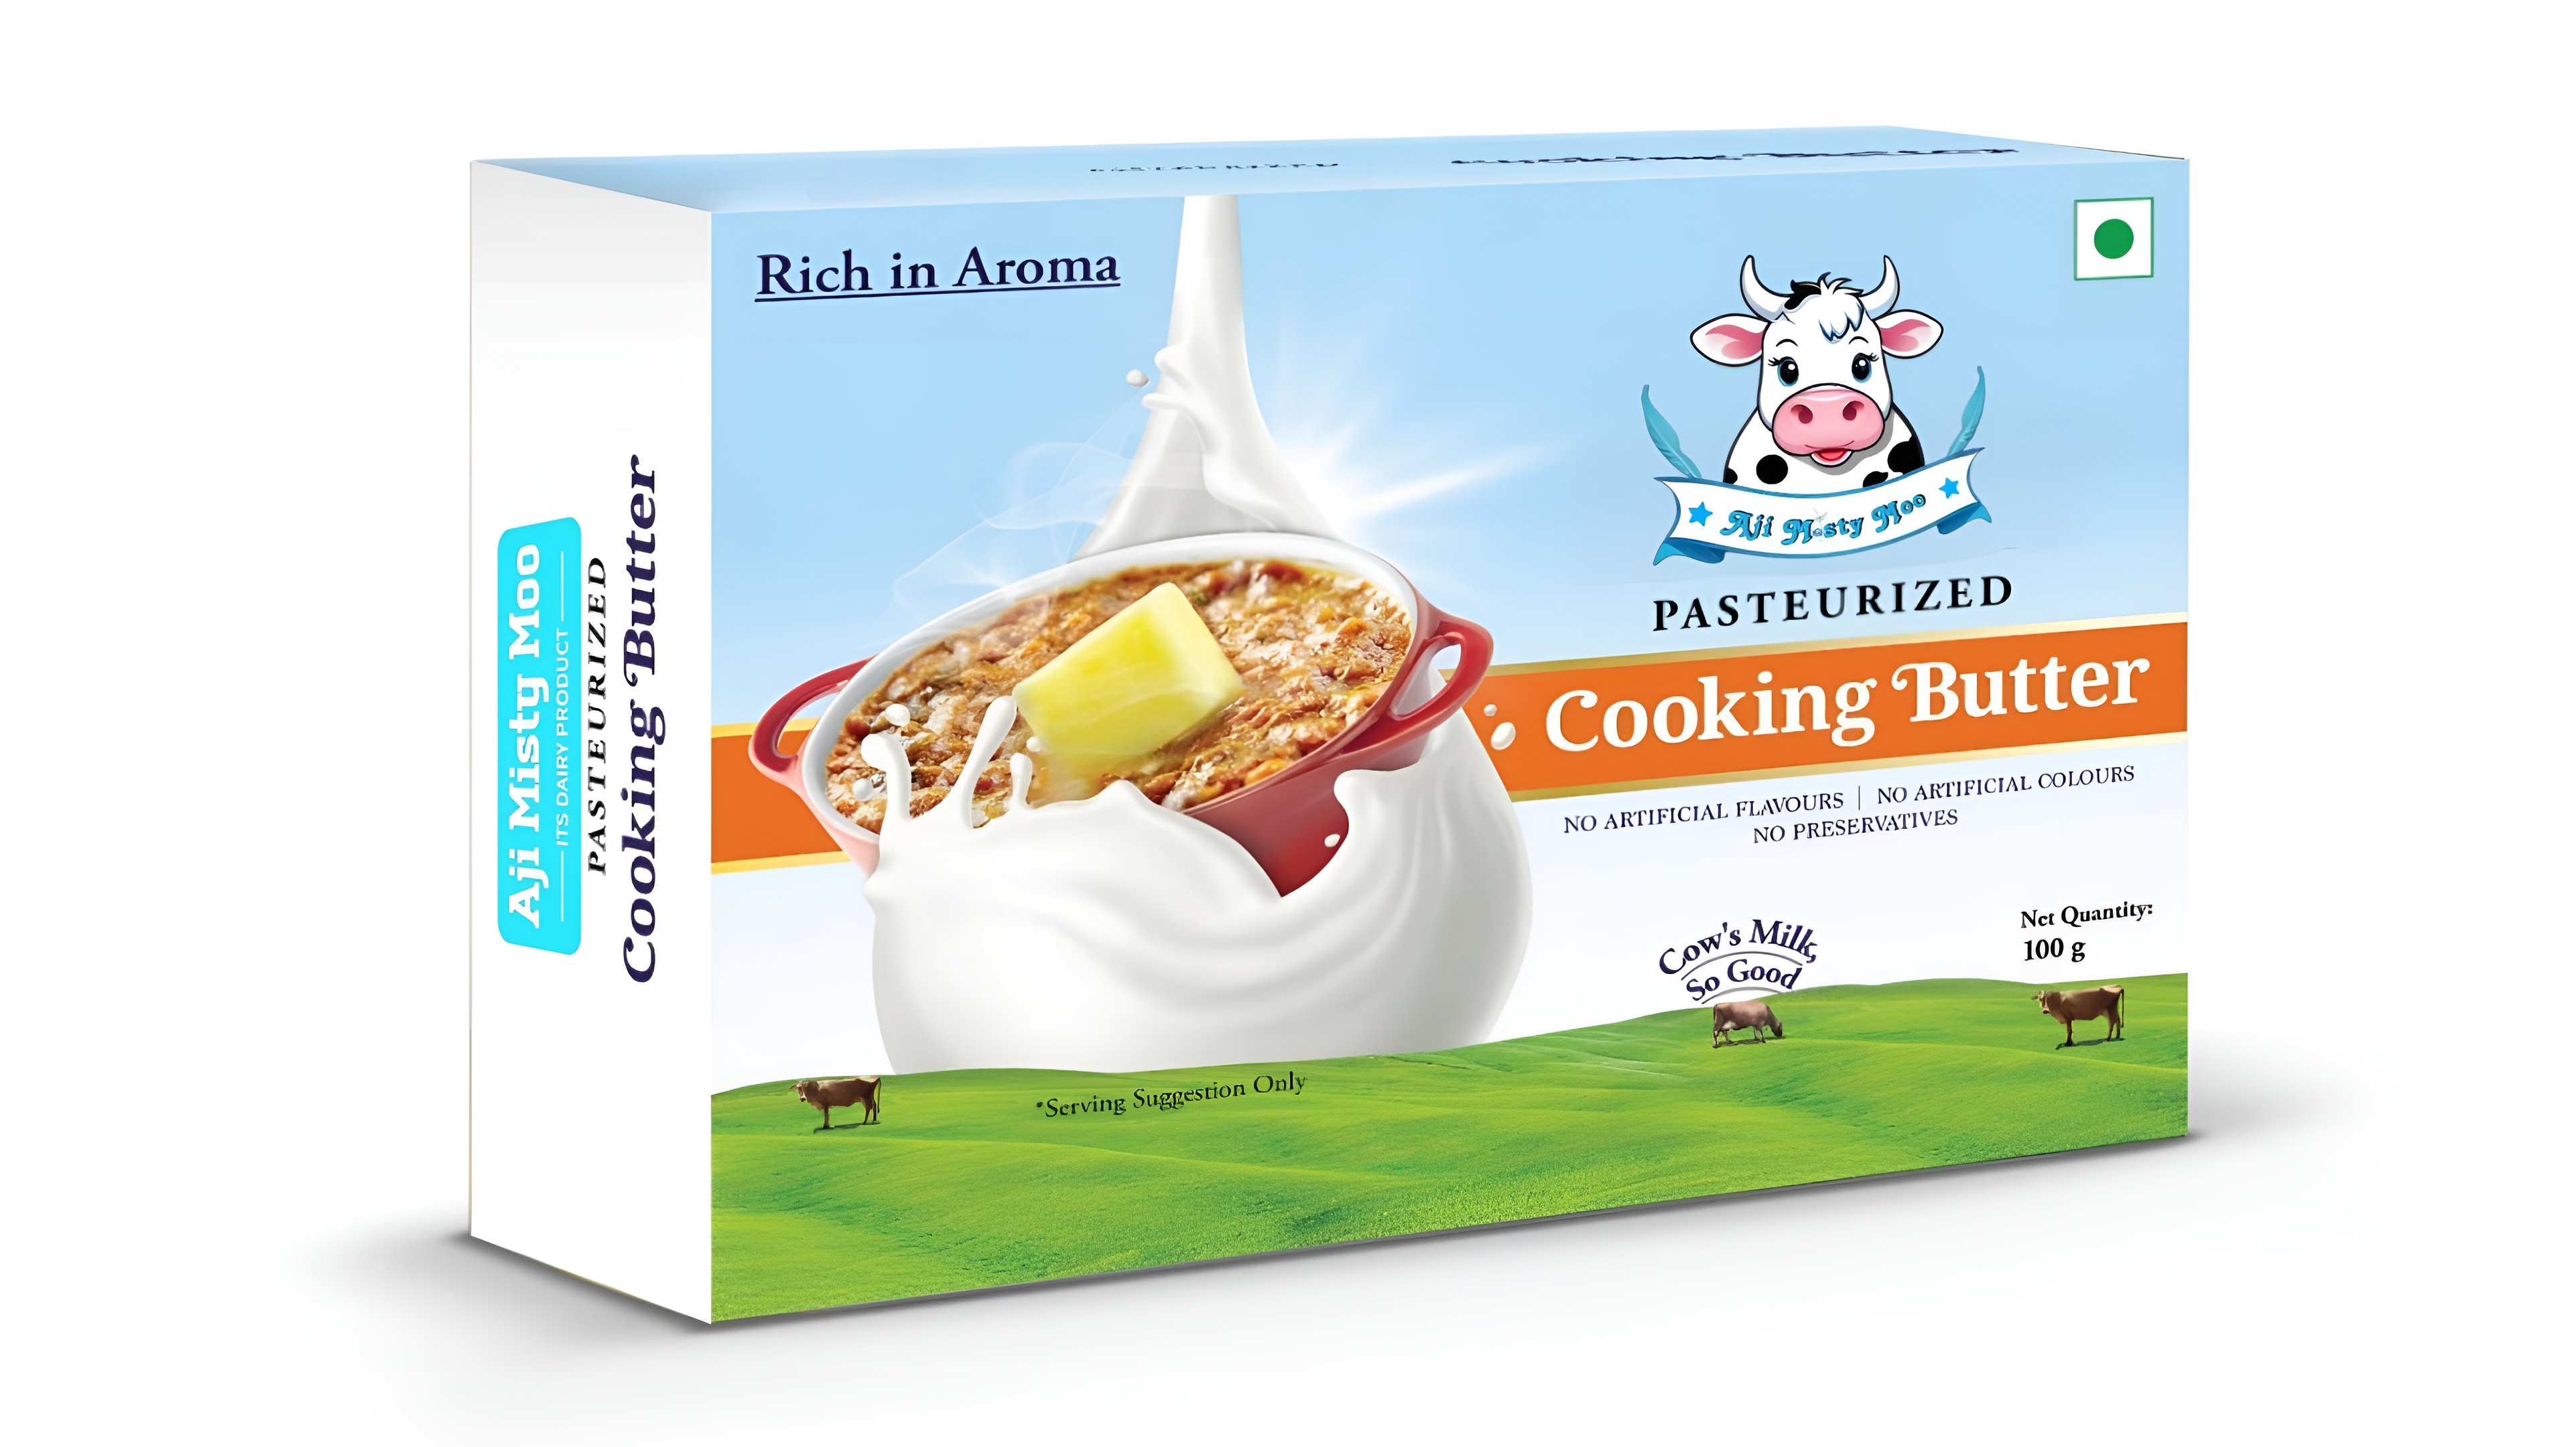 Rich in Aroma
Aji Misty Moo
PASTEURIZED
Cooking Butter
NO ARTIFICIAL FLAVOURS | NO ARTIFICIAL COLOURS
NO PRESERVATIVES
Cow's Milk,
So Good
Net Quantity:
100 g
*Serving Suggestion Only
Aji Misty Moo
ITS DAIRY PRODUCT
PASTEURIZED
Cooking Butter